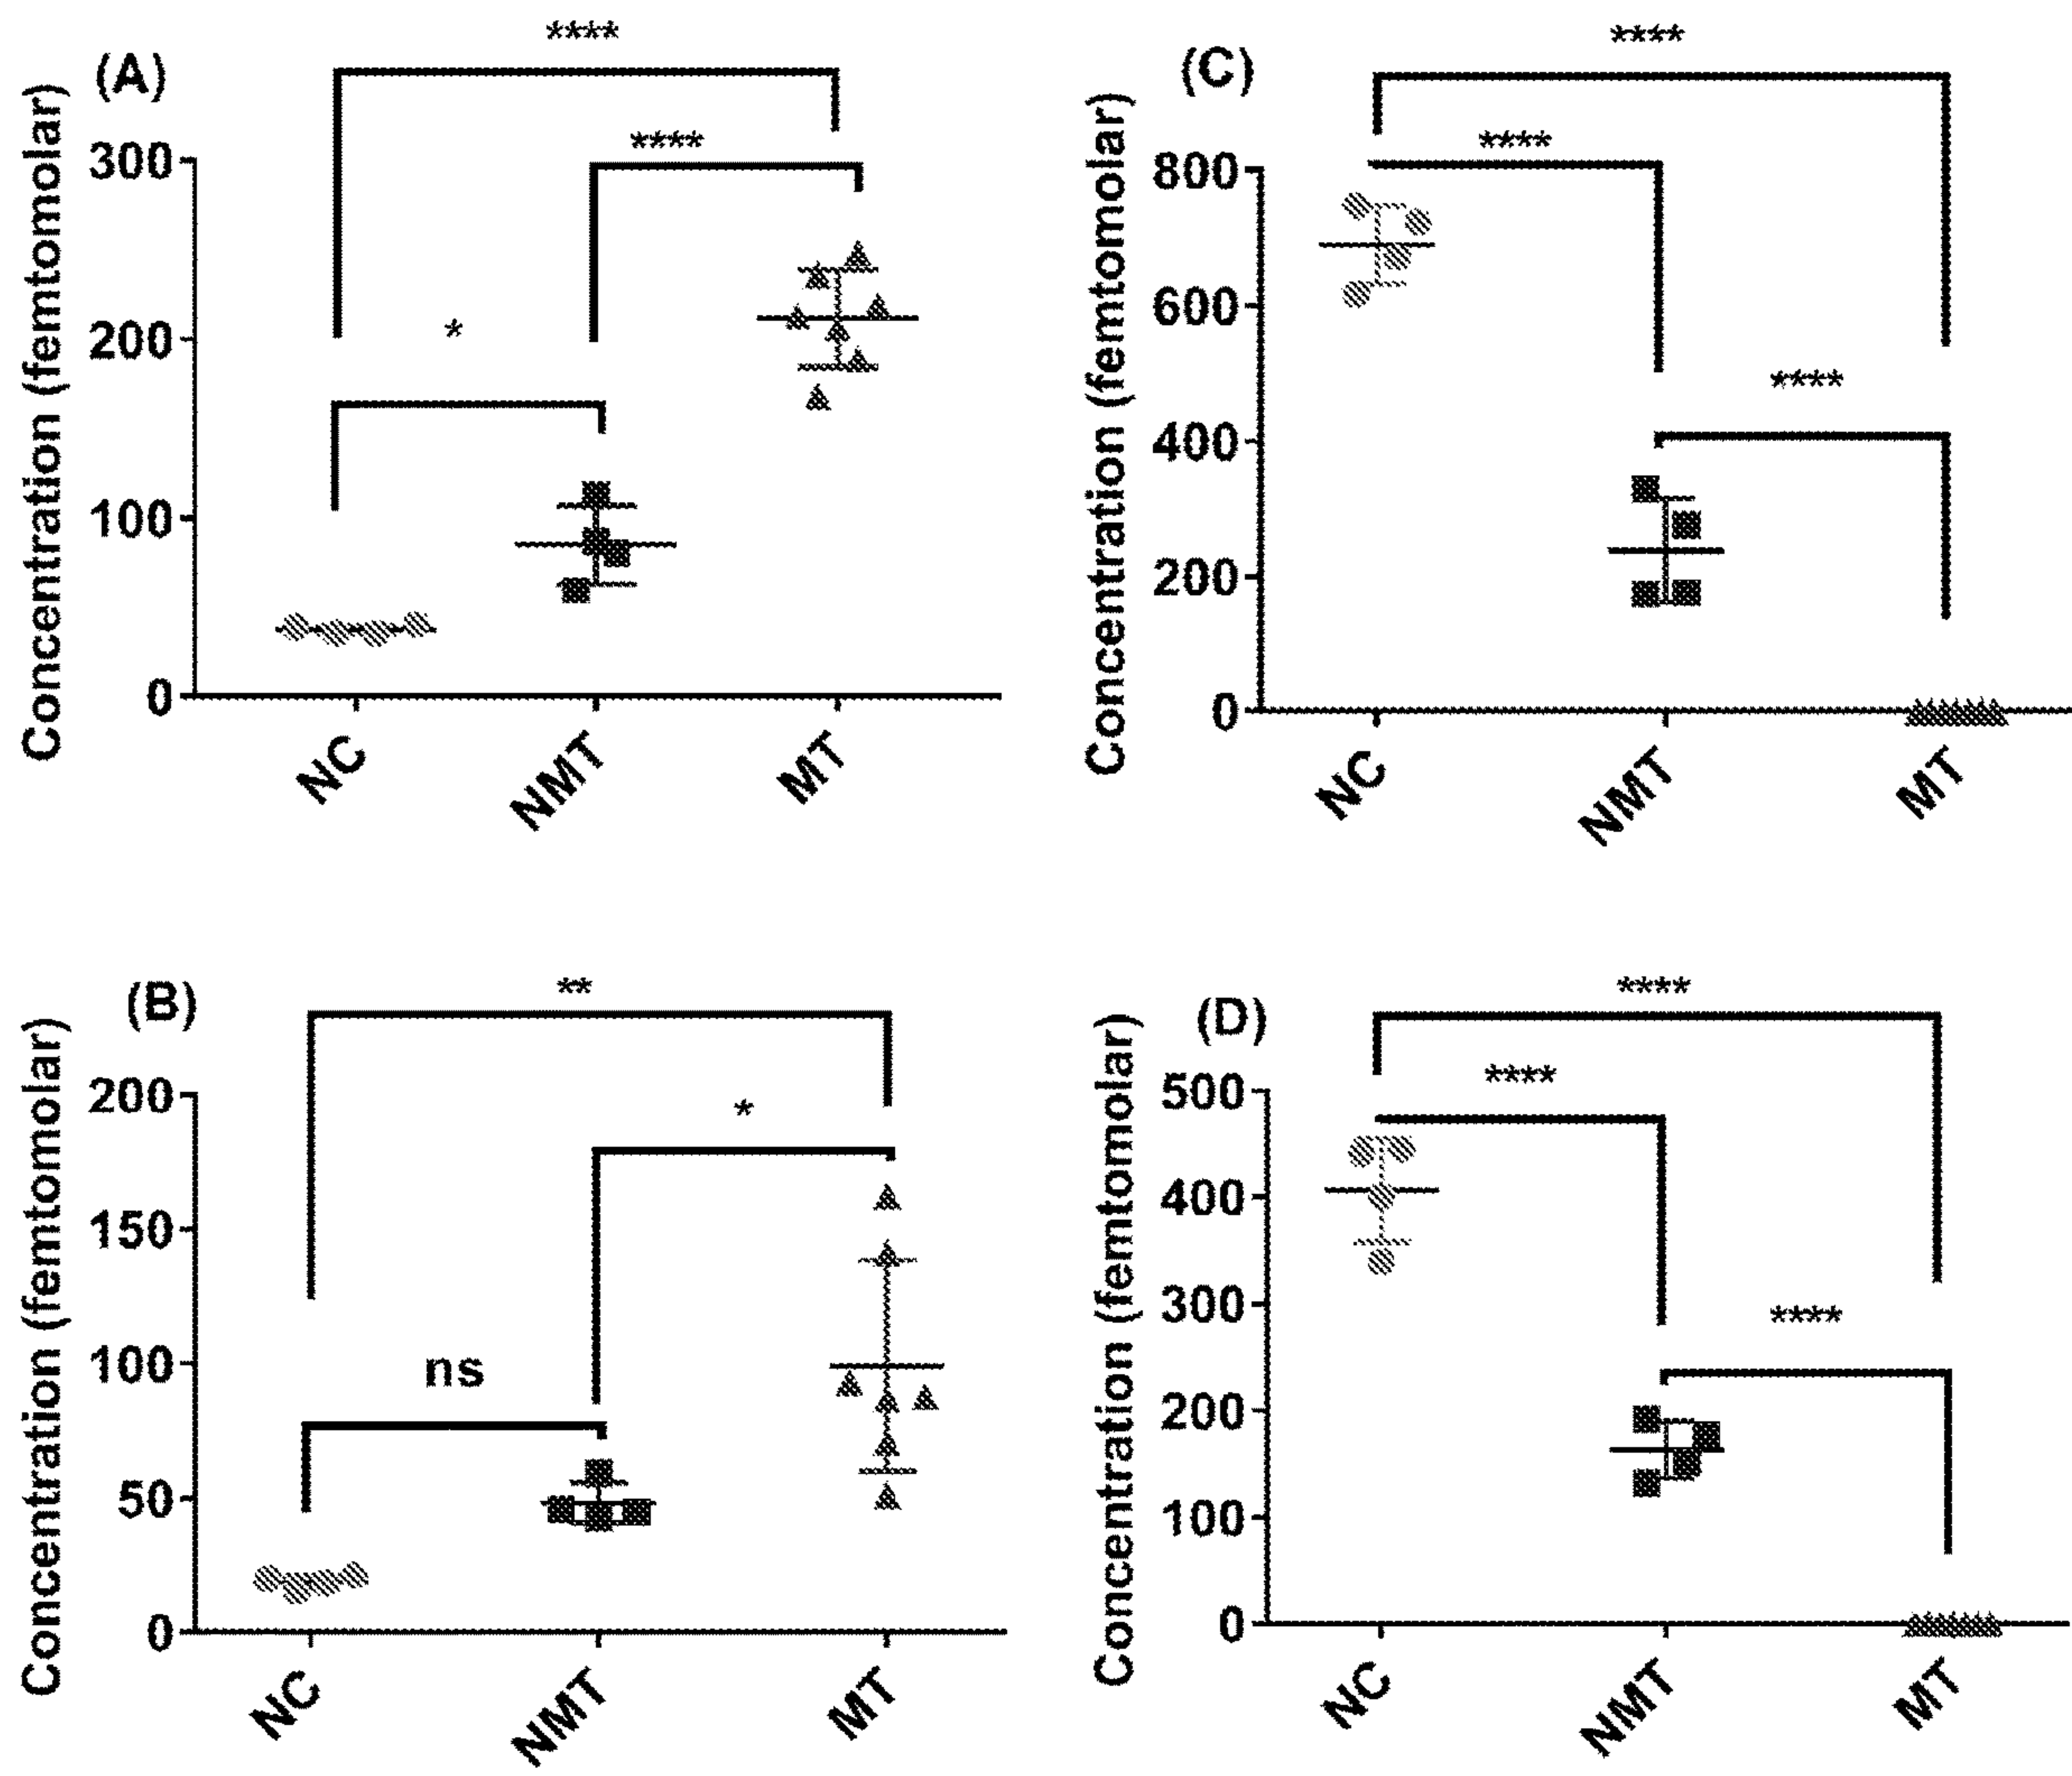 (A)
****
****
*
Concentration (femtomolar)
300
200
100
0
NC
NMT
MT
(C)
****
****
****
Concentration (femtomolar)
800
600
400
200
0
NC
NMT
MT
(B)
**
*
ns
Concentration (femtomolar)
200
150
100
50
0
NC
NMT
MT
(D)
****
****
****
Concentration (femtomolar)
500
400
300
200
100
0
NC
NMT
MT